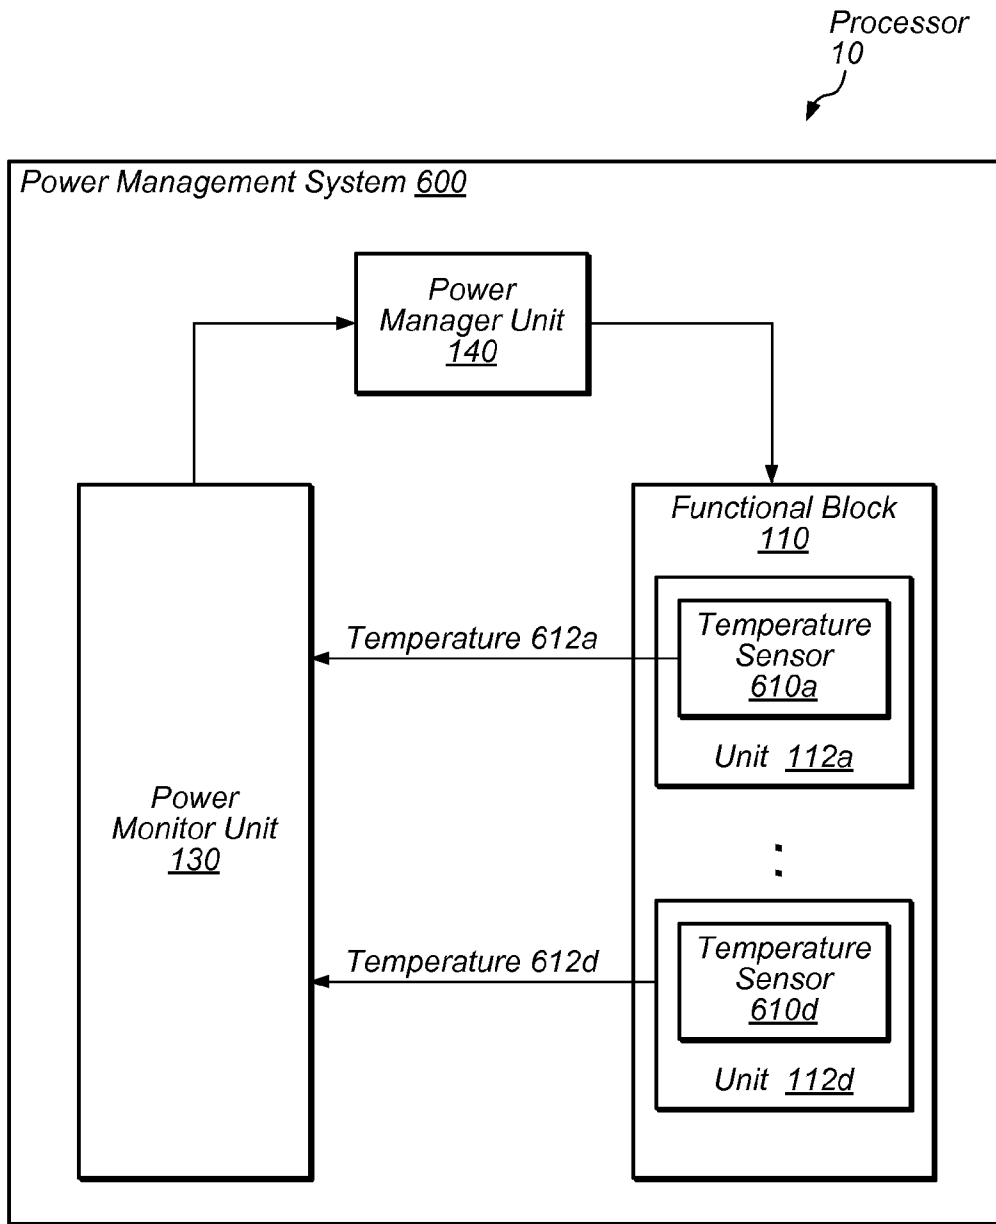 Processor
10
Power Management System 600
Power
Manager Unit
140
Functional Block
110
Temperature
Sensor
610a
Unit 112a
Temperature 612a
Power
Monitor Unit
130
Temperature 612d
Temperature
Sensor
610d
Unit 112d